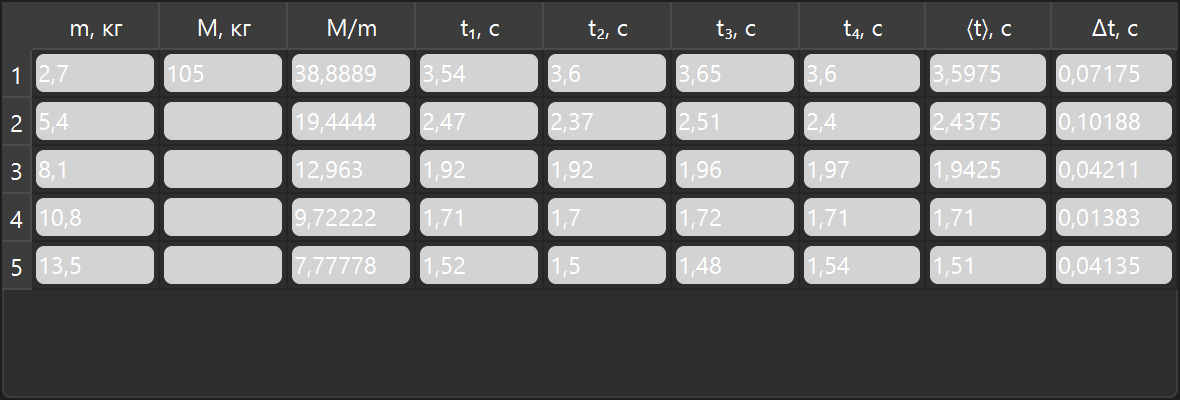 m, кг M, кг M/m t₁, с t₂, с t₃, с t₄, с ⟨t⟩, с Δt, с
1 2,7 105 38,8889 3,54 3,6 3,65 3,6 3,5975 0,07175
2 5,4 19,4444 2,47 2,37 2,51 2,4 2,4375 0,10188
3 8,1 12,963 1,92 1,92 1,96 1,97 1,9425 0,04211
4 10,8 9,72222 1,71 1,7 1,72 1,71 1,71 0,01383
5 13,5 7,77778 1,52 1,5 1,48 1,54 1,51 0,04135